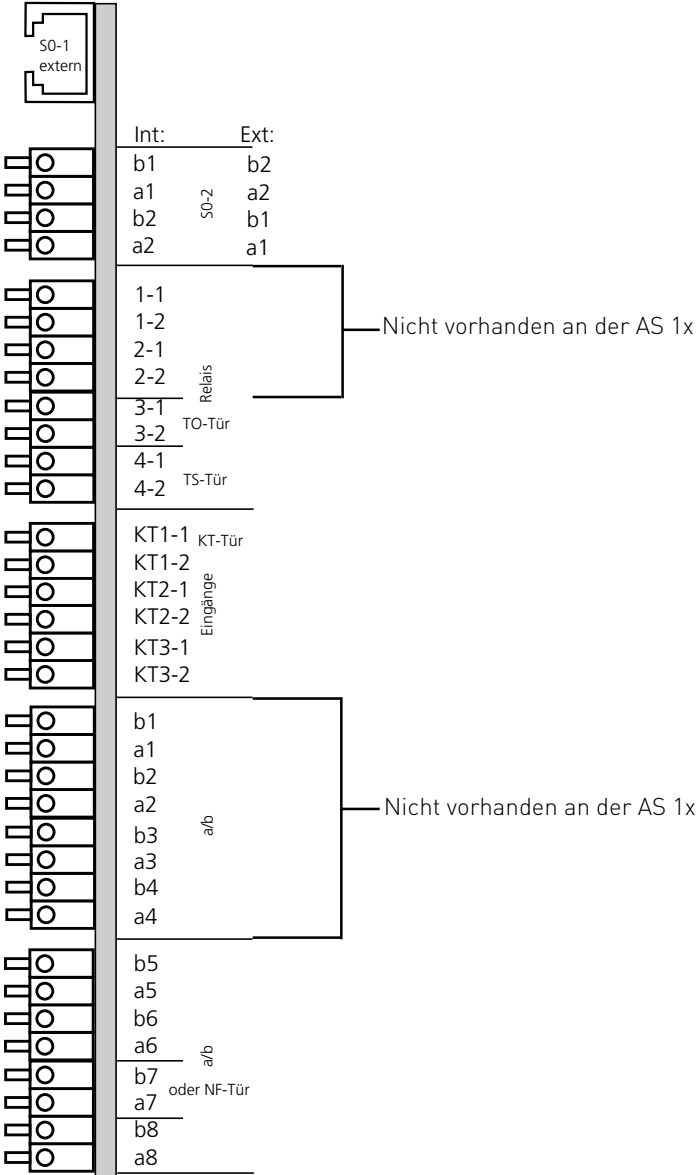 S0-1
extern
Int: Ext:
b1 b2
a1 a2
S0-2
b2 b1
a2 a1
1-1
1-2
Nicht vorhanden an der AS 1x
2-1
2-2
Relais
3-1
TO-Tür
3-2
4-1
TS-Tür
4-2
KT1-1 KT-Tür
KT1-2
KT2-1
Eingänge
KT2-2
KT3-1
KT3-2
b1
a1
b2
a2
Nicht vorhanden an der AS 1x
a/b
b3
a3
b4
a4
b5
a5
b6
a6
a/b
b7
oder NF-Tür
a7
b8
a8